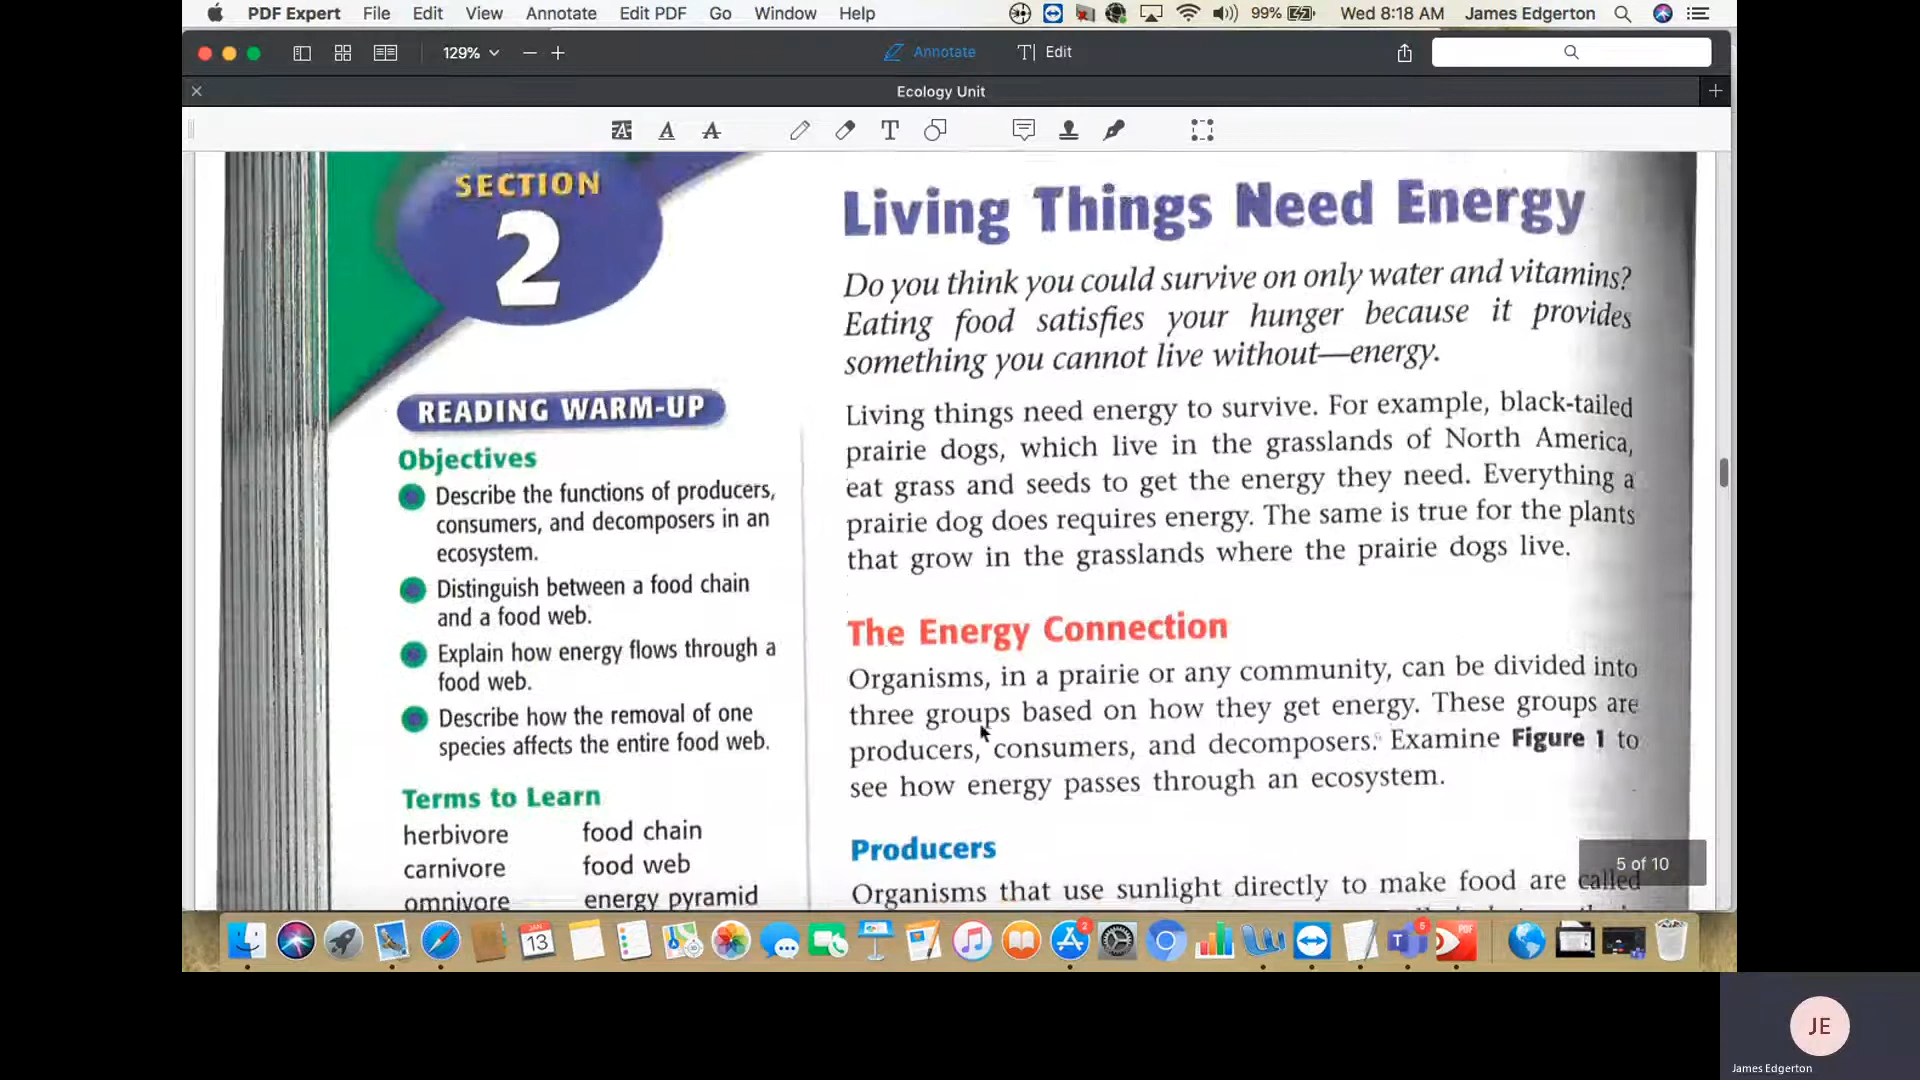 PDF Expert File Edit View Annotate Edit PDF Go Window Help 99% Wed 8:18 AM James Edgerton
129% Annotate Edit
Ecology Unit
SECTION
2
READING WARM-UP
Objectives
Describe the functions of producers,
consumers, and decomposers in an
ecosystem.
Distinguish between a food chain
and a food web.
Explain how energy flows through a
food web.
Describe how the removal of one
species affects the entire food web.
Terms to Learn
herbivore food chain
carnivore food web
omnivore energy pyramid
Living Things Need Energy
Do you think you could survive on only water and vitamins?
Eating food satisfies your hunger because it provides
something you cannot live without—energy.
Living things need energy to survive. For example, black-tailed
prairie dogs, which live in the grasslands of North America,
eat grass and seeds to get the energy they need. Everything a
prairie dog does requires energy. The same is true for the plants
that grow in the grasslands where the prairie dogs live.
The Energy Connection
Organisms, in a prairie or any community, can be divided into
three groups based on how they get energy. These groups are
producers, consumers, and decomposers. Examine Figure 1 to
see how energy passes through an ecosystem.
Producers
Organisms that use sunlight directly to make food are called
5 of 10
JAN
13
2
5
PDF
JE
James Edgerton